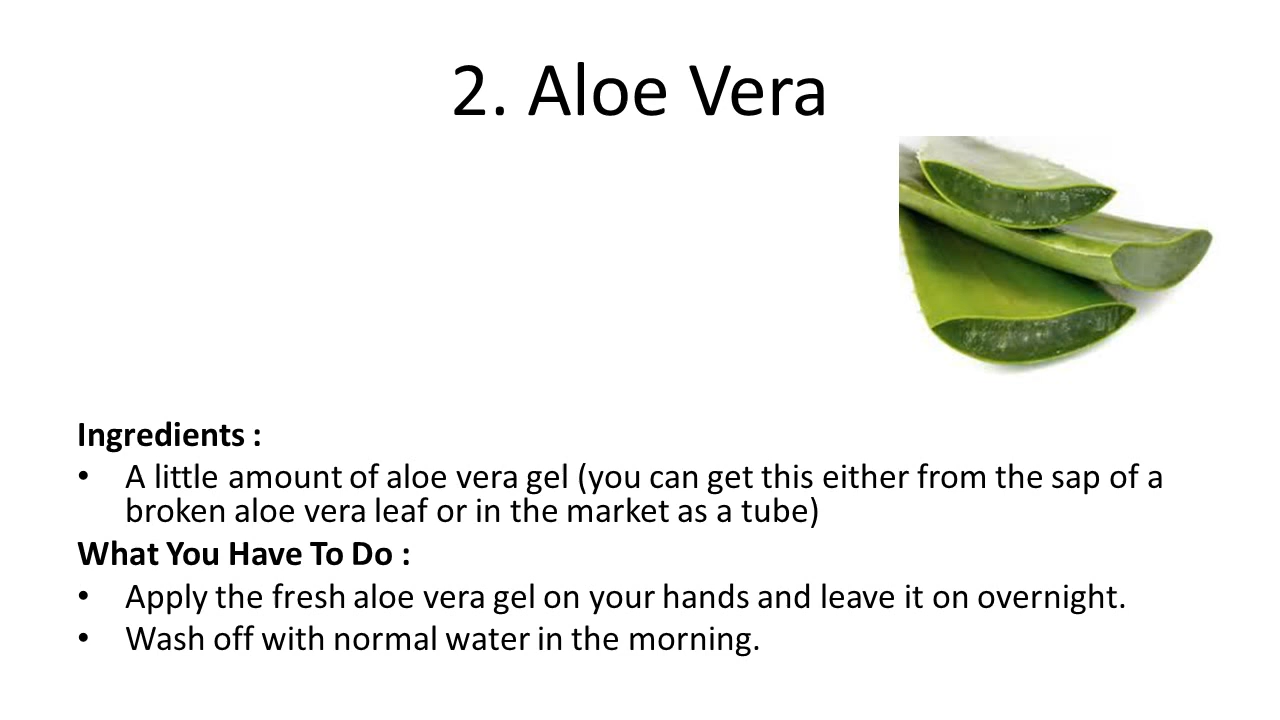 2. Aloe Vera
Ingredients :
• A little amount of aloe vera gel (you can get this either from the sap of a
broken aloe vera leaf or in the market as a tube)
What You Have To Do :
• Apply the fresh aloe vera gel on your hands and leave it on overnight.
• Wash off with normal water in the morning.